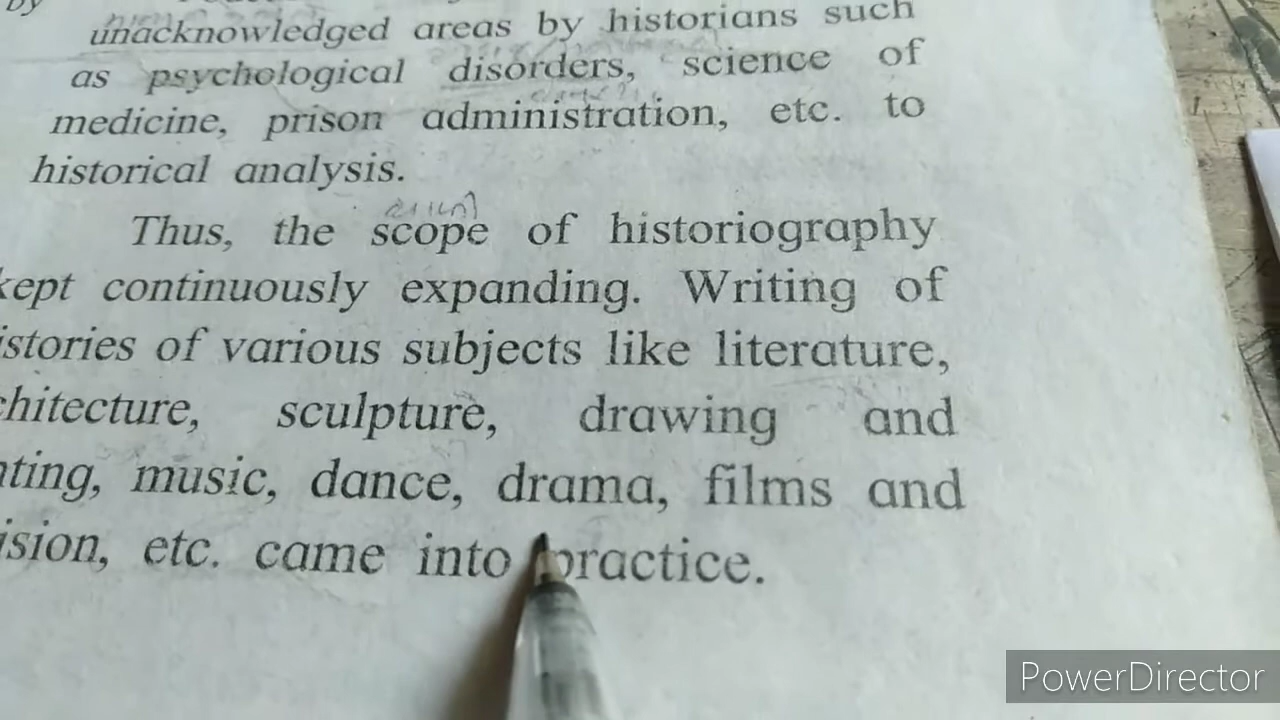 by
unacknowledged areas by historians such
as psychological disorders, science of
medicine, prison administration, etc. to
historical analysis.
Thus, the scope of historiography
kept continuously expanding. Writing of
istories of various subjects like literature,
chitecture, sculpture, drawing and
nting, music, dance, drama, films and
ision, etc. came into practice.
PowerDirector